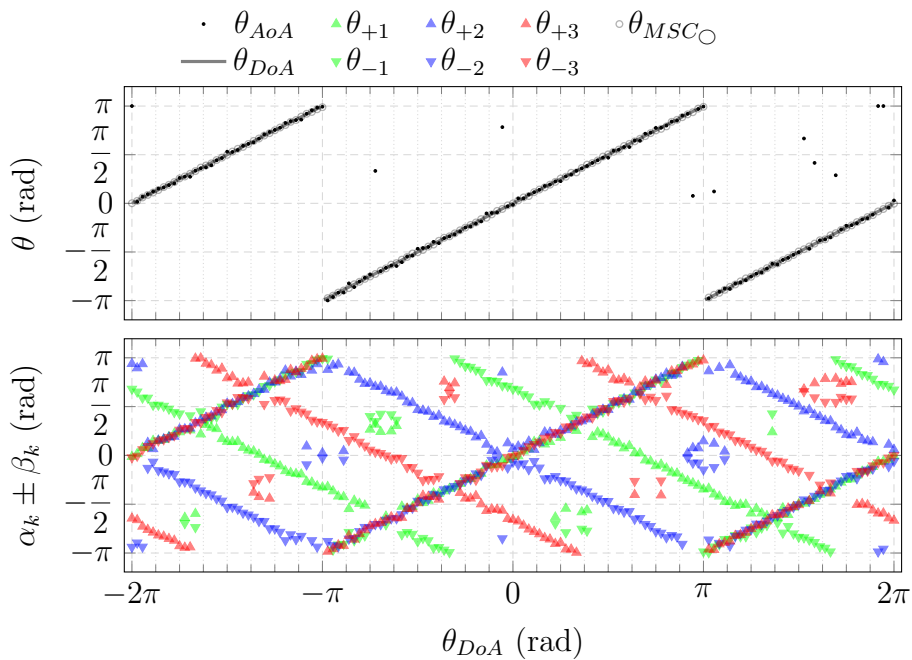 θ_AoA θ_+1 θ_+2 θ_+3 θ_MSC◯
θ_DoA θ_-1 θ_-2 θ_-3
θ (rad)
π
π/2
0
-π/2
-π
α_k ± β_k (rad)
π
π/2
0
-π/2
-π
-2π -π 0 π 2π
θ_DoA (rad)